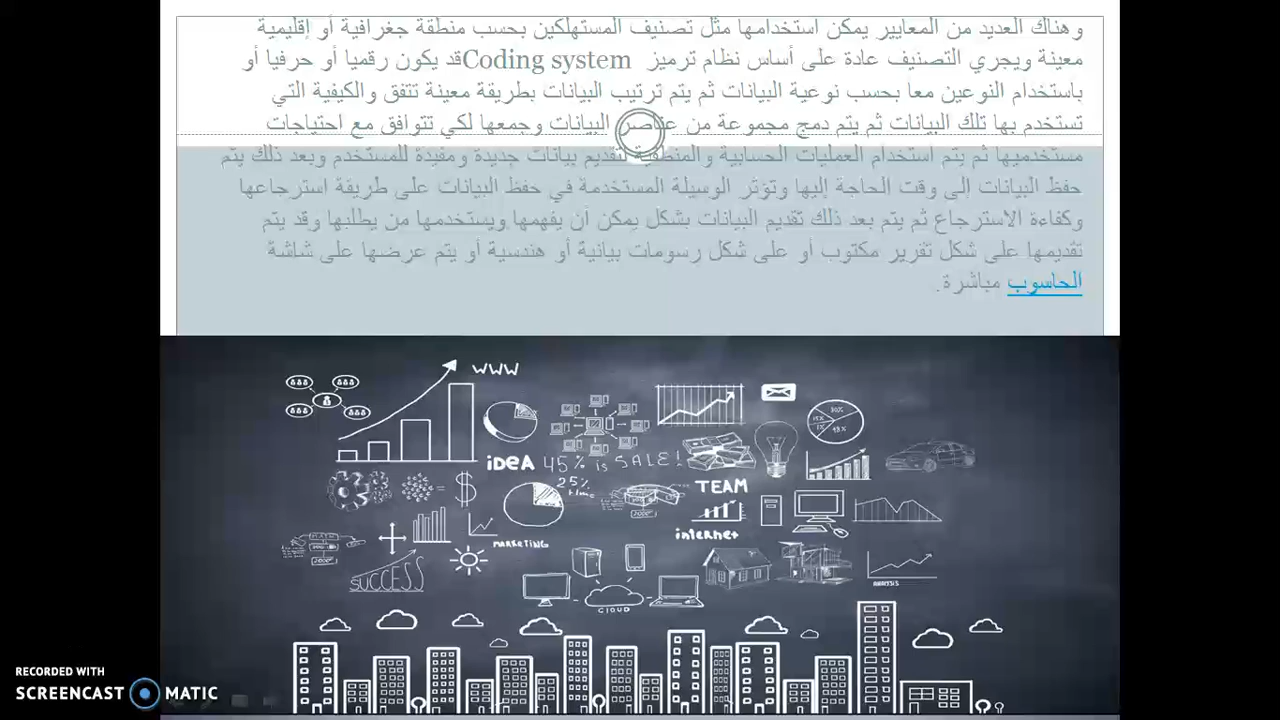 وهناك العديد من المعايير يمكن استخدامها مثل تصنيف المستهلكين بحسب منطقة جغرافية أو إقليمية
معينة ويجري التصنيف عادة على أساس نظام ترميز Coding systemقد يكون رقميا أو حرفيا أو
باستخدام النوعين معا بحسب نوعية البيانات ثم يتم ترتيب البيانات بطريقة معينة تتفق والكيفية التي
تستخدم بها تلك البيانات ثم يتم دمج مجموعة من عناصر البيانات وجمعها لكي تتوافق مع احتياجات
مستخدميها ثم يتم استخدام العمليات الحسابية والمنطقية لتقديم بيانات جديدة ومفيدة للمستخدم وبعد ذلك يتم
حفظ البيانات إلى وقت الحاجة إليها وتؤثر الوسيلة المستخدمة في حفظ البيانات على طريقة استرجاعها
وكفاءة الاسترجاع ثم يتم بعد ذلك تقديم البيانات بشكل يمكن أن يفهمها ويستخدمها من يطلبها وقد يتم
تقديمها على شكل تقرير مكتوب أو على شكل رسومات بيانية أو هندسية أو يتم عرضها على شاشة
الحاسوب مباشرة.
WWW
iDEA 45% is SALE!
25%
TEAM
internet
MARKETING
SUCCESS
CLOUD
ANALYSIS
30%
15%
RECORDED WITH
SCREENCAST MATIC